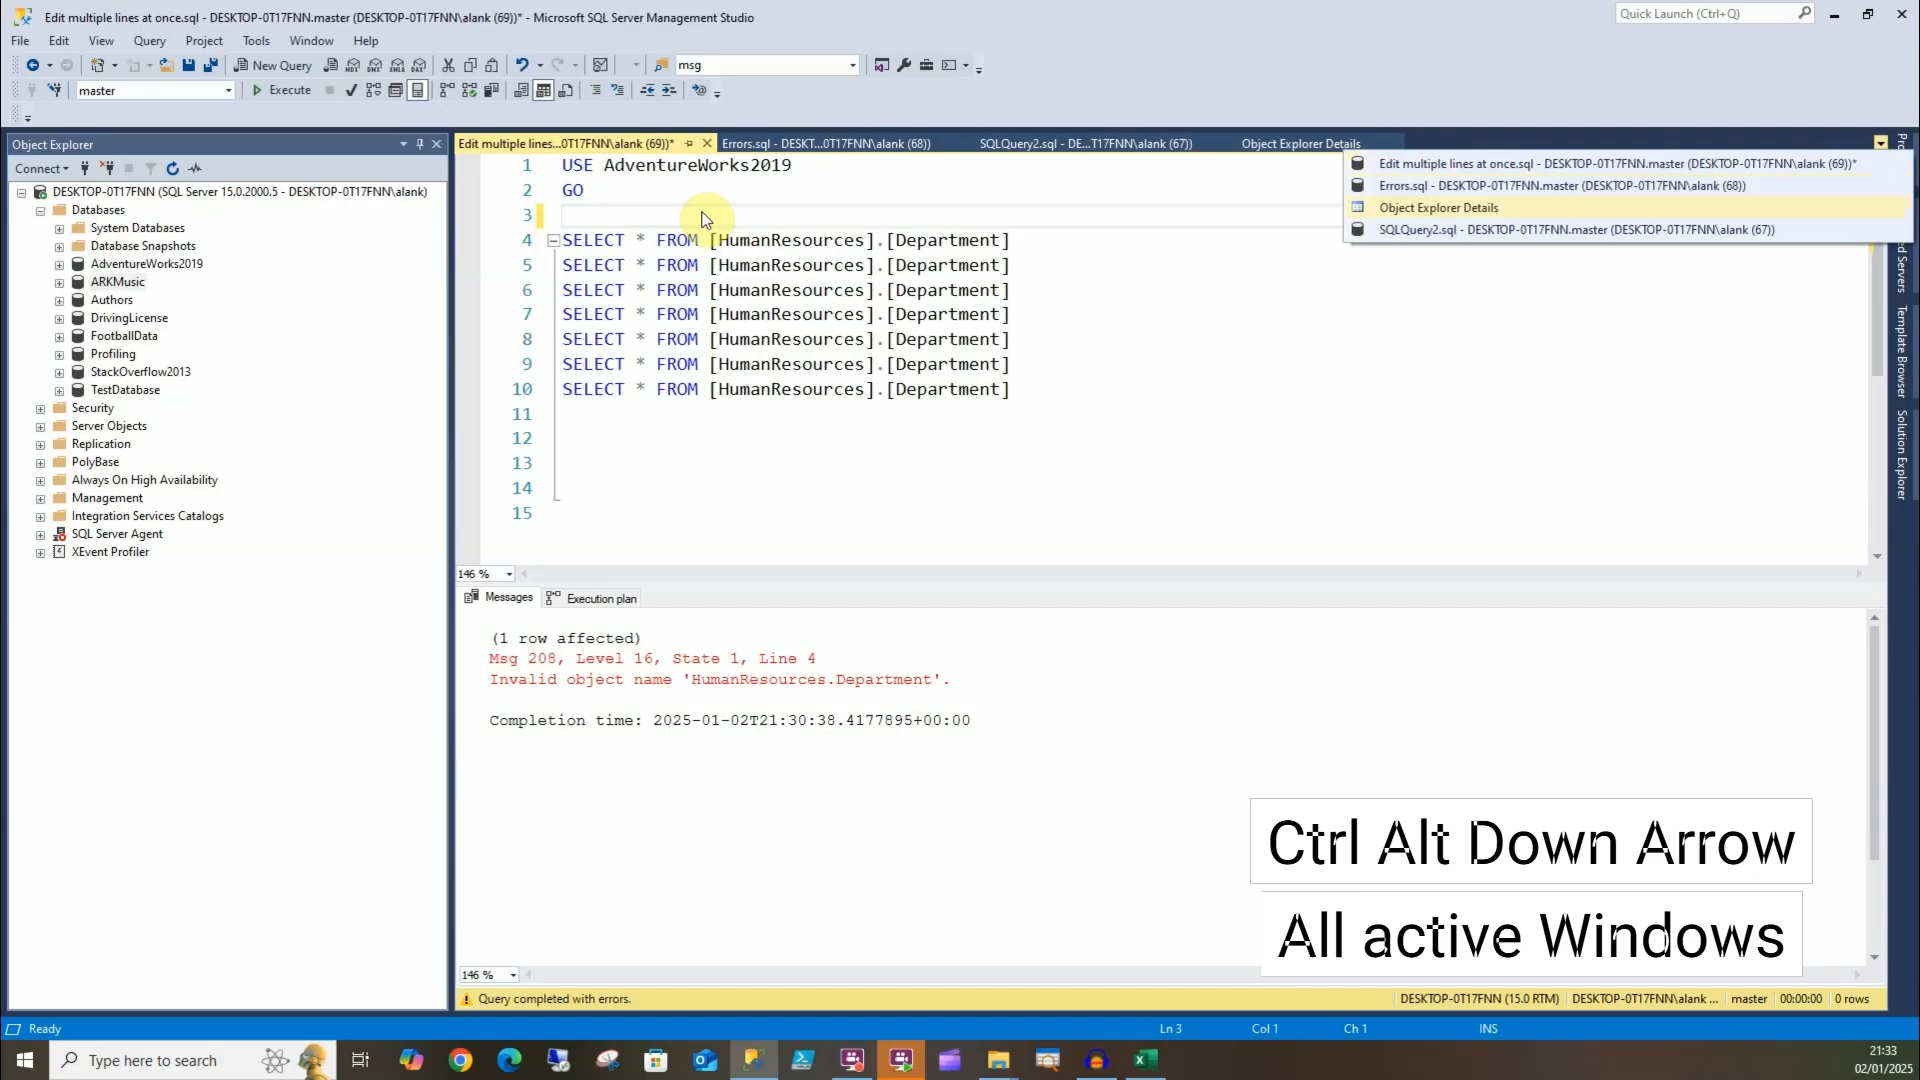 Edit multiple lines at once.sql - DESKTOP-0T17FNN.master (DESKTOP-0T17FNN\alank (69))* - Microsoft SQL Server Management Studio
Quick Launch (Ctrl+Q)
File Edit View Query Project Tools Window Help
New Query
MDX DMX XMLA DAX
msg
master
Execute
Object Explorer
Connect
DESKTOP-0T17FNN (SQL Server 15.0.2000.5 - DESKTOP-0T17FNN\alank)
Databases
System Databases
Database Snapshots
AdventureWorks2019
ARKMusic
Authors
DrivingLicense
FootballData
Profiling
StackOverflow2013
TestDatabase
Security
Server Objects
Replication
PolyBase
Always On High Availability
Management
Integration Services Catalogs
SQL Server Agent
XEvent Profiler
Edit multiple lines...0T17FNN\alank (69))*
Errors.sql - DESKT...0T17FNN\alank (68))
SQLQuery2.sql - DE...T17FNN\alank (67))
Object Explorer Details
Edit multiple lines at once.sql - DESKTOP-0T17FNN.master (DESKTOP-0T17FNN\alank (69))*
Errors.sql - DESKTOP-0T17FNN.master (DESKTOP-0T17FNN\alank (68))
Object Explorer Details
SQLQuery2.sql - DESKTOP-0T17FNN.master (DESKTOP-0T17FNN\alank (67))
1 USE AdventureWorks2019
2 GO
3
4 SELECT * FROM [HumanResources].[Department]
5 SELECT * FROM [HumanResources].[Department]
6 SELECT * FROM [HumanResources].[Department]
7 SELECT * FROM [HumanResources].[Department]
8 SELECT * FROM [HumanResources].[Department]
9 SELECT * FROM [HumanResources].[Department]
10 SELECT * FROM [HumanResources].[Department]
11
12
13
14
15
Servers
Template Browser
Solution Explorer
146 %
Messages
Execution plan
(1 row affected)
Msg 208, Level 16, State 1, Line 4
Invalid object name 'HumanResources.Department'.
Completion time: 2025-01-02T21:30:38.4177895+00:00
Ctrl Alt Down Arrow
All active Windows
146 %
Query completed with errors.
DESKTOP-0T17FNN (15.0 RTM)
DESKTOP-0T17FNN\alank ...
master
00:00:00
0 rows
Ready
Ln 3
Col 1
Ch 1
INS
Type here to search
21:33
02/01/2025